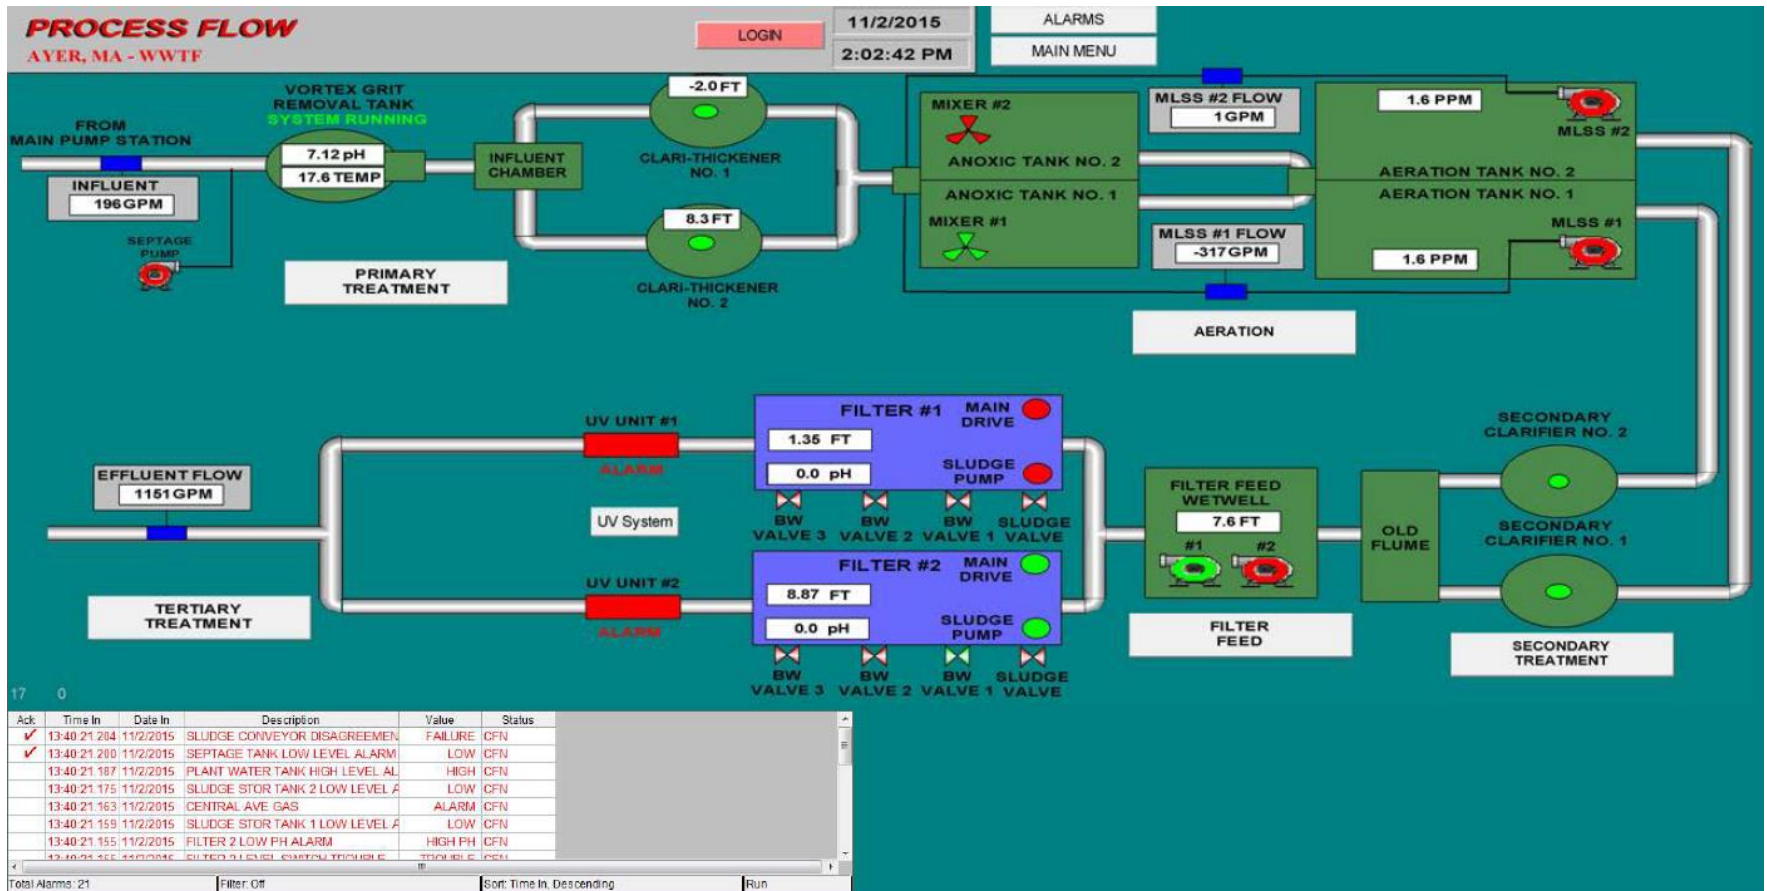 PROCESS FLOW
AYER, MA - WWTF
LOGIN
11/2/2015
2:02:42 PM
ALARMS
MAIN MENU
FROM
MAIN PUMP STATION
INFLUENT
196 GPM
SEPTAGE
PUMP
VORTEX GRIT
REMOVAL TANK
SYSTEM RUNNING
7.12 pH
17.6 TEMP
PRIMARY
TREATMENT
INFLUENT
CHAMBER
-2.0 FT
CLARI-THICKENER
NO. 1
8.3 FT
CLARI-THICKENER
NO. 2
MIXER #2
ANOXIC TANK NO. 2
ANOXIC TANK NO. 1
MIXER #1
MLSS #2 FLOW
1 GPM
MLSS #1 FLOW
-317 GPM
AERATION
1.6 PPM
MLSS #2
AERATION TANK NO. 2
AERATION TANK NO. 1
MLSS #1
1.6 PPM
EFFLUENT FLOW
1151 GPM
TERTIARY
TREATMENT
UV UNIT #1
ALARM
UV System
UV UNIT #2
ALARM
FILTER #1
MAIN
DRIVE
1.35 FT
0.0 pH
SLUDGE
PUMP
BW
VALVE 3
BW
VALVE 2
BW
VALVE 1
SLUDGE
VALVE
FILTER #2
MAIN
DRIVE
8.87 FT
0.0 pH
SLUDGE
PUMP
BW
VALVE 3
BW
VALVE 2
BW
VALVE 1
SLUDGE
VALVE
FILTER FEED
WETWELL
7.6 FT
#1 #2
FILTER
FEED
OLD
FLUME
SECONDARY
CLARIFIER NO. 2
SECONDARY
CLARIFIER NO. 1
SECONDARY
TREATMENT
17 0
Ack Time In Date In Description Value Status
13:40:21.204 11/2/2015 SLUDGE CONVEYOR DISAGREEMEN FAILURE CFN
13:40:21.200 11/2/2015 SEPTAGE TANK LOW LEVEL ALARM LOW CFN
13:40:21.187 11/2/2015 PLANT WATER TANK HIGH LEVEL AL HIGH CFN
13:40:21.175 11/2/2015 SLUDGE STOR TANK 2 LOW LEVEL A LOW CFN
13:40:21.163 11/2/2015 CENTRAL AVE GAS ALARM CFN
13:40:21.159 11/2/2015 SLUDGE STOR TANK 1 LOW LEVEL A LOW CFN
13:40:21.155 11/2/2015 FILTER 2 LOW PH ALARM HIGH PH CFN
FILTER 2 LEVEL SWITCH TROUBLE TROUBLE CFN
Total Alarms: 21 Filter: Off Sort: Time In, Descending Run